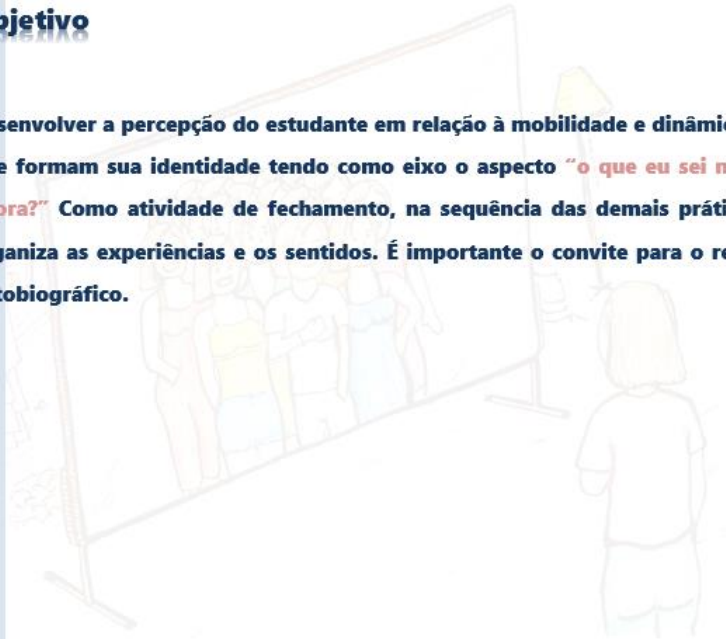 bjetivo
senvolver a percepção do estudante em relação à mobilidade e dinâmic
e formam sua identidade tendo como eixo o aspecto “o que eu sei m
ora?” Como atividade de fechamento, na sequência das demais práti
ganiza as experiências e os sentidos. É importante o convite para o re
tobiográfico.